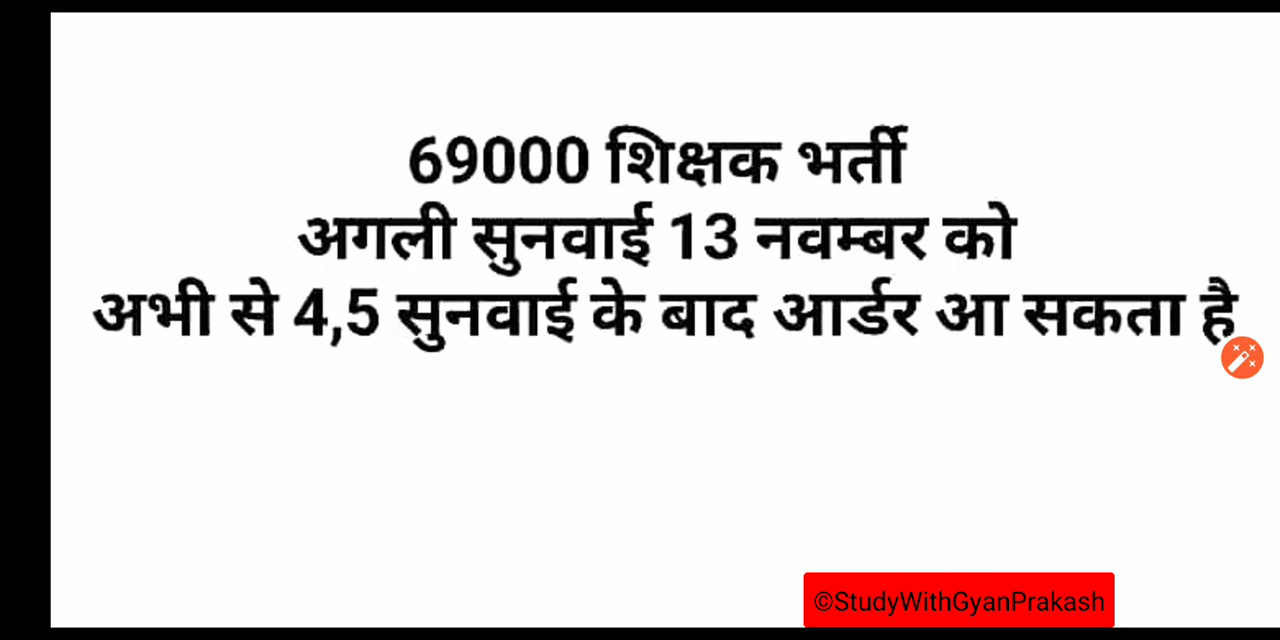 69000 शिक्षक भर्ती
अगली सुनवाई 13 नवम्बर को
अभी से 4,5 सुनवाई के बाद आर्डर आ सकता है
©StudyWithGyanPrakash